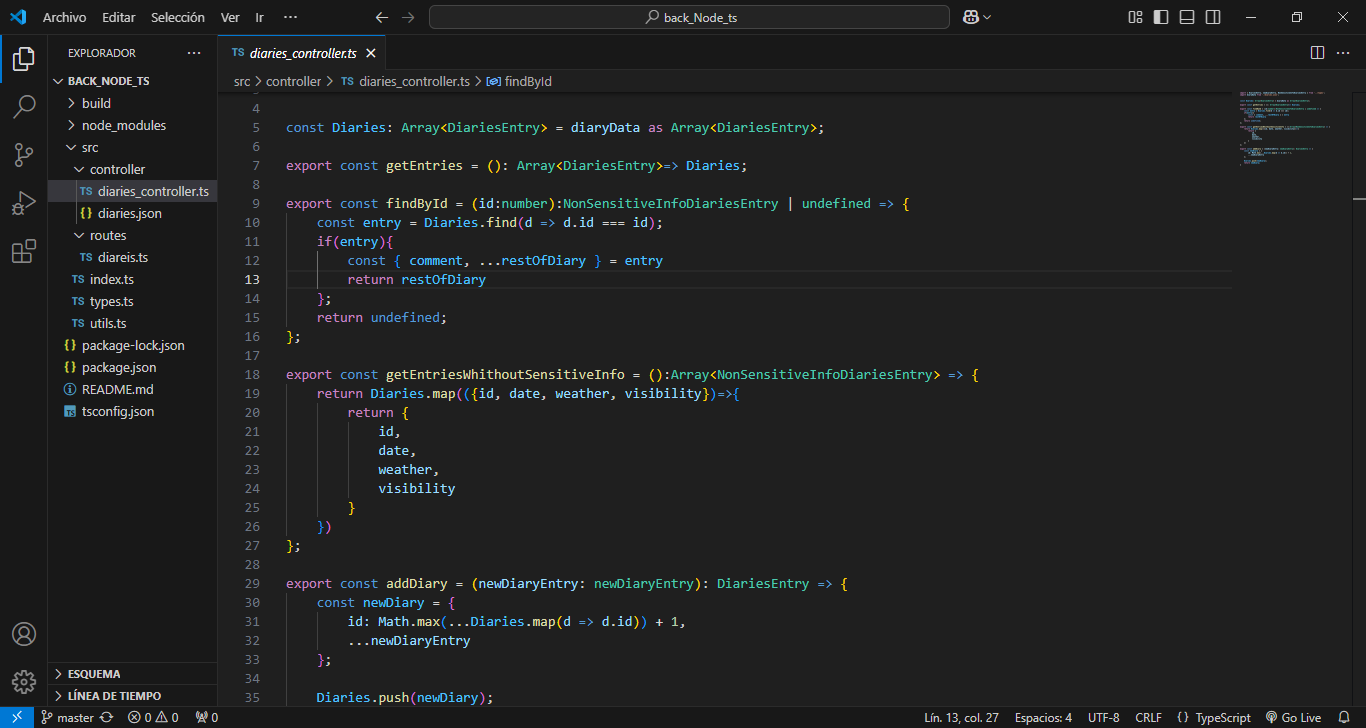 Archivo Editar Selección Ver Ir ··· back_Node_ts
EXPLORADOR ···
BACK_NODE_TS
build
node_modules
src
controller
TS diaries_controller.ts
{} diaries.json
routes
TS diareis.ts
TS index.ts
TS types.ts
TS utils.ts
{} package-lock.json
{} package.json
README.md
TS tsconfig.json
ESQUEMA
LÍNEA DE TIEMPO
TS diaries_controller.ts
src > controller > TS diaries_controller.ts > findById
4
5 const Diaries: Array<DiariesEntry> = diaryData as Array<DiariesEntry>;
6
7 export const getEntries = (): Array<DiariesEntry>=> Diaries;
8
9 export const findById = (id:number):NonSensitiveInfoDiariesEntry | undefined => {
10 const entry = Diaries.find(d => d.id === id);
11 if(entry){
12 const { comment, ...restOfDiary } = entry
13 return restOfDiary
14 };
15 return undefined;
16 };
17
18 export const getEntriesWhithoutSensitiveInfo = ():Array<NonSensitiveInfoDiariesEntry> => {
19 return Diaries.map(({id, date, weather, visibility})=>{
20 return {
21 id,
22 date,
23 weather,
24 visibility
25 }
26 })
27 };
28
29 export const addDiary = (newDiaryEntry: newDiaryEntry): DiariesEntry => {
30 const newDiary = {
31 id: Math.max(...Diaries.map(d => d.id)) + 1,
32 ...newDiaryEntry
33 };
34
35 Diaries.push(newDiary);
master 0 0 0 Lín. 13, col. 27 Espacios: 4 UTF-8 CRLF {} TypeScript Go Live